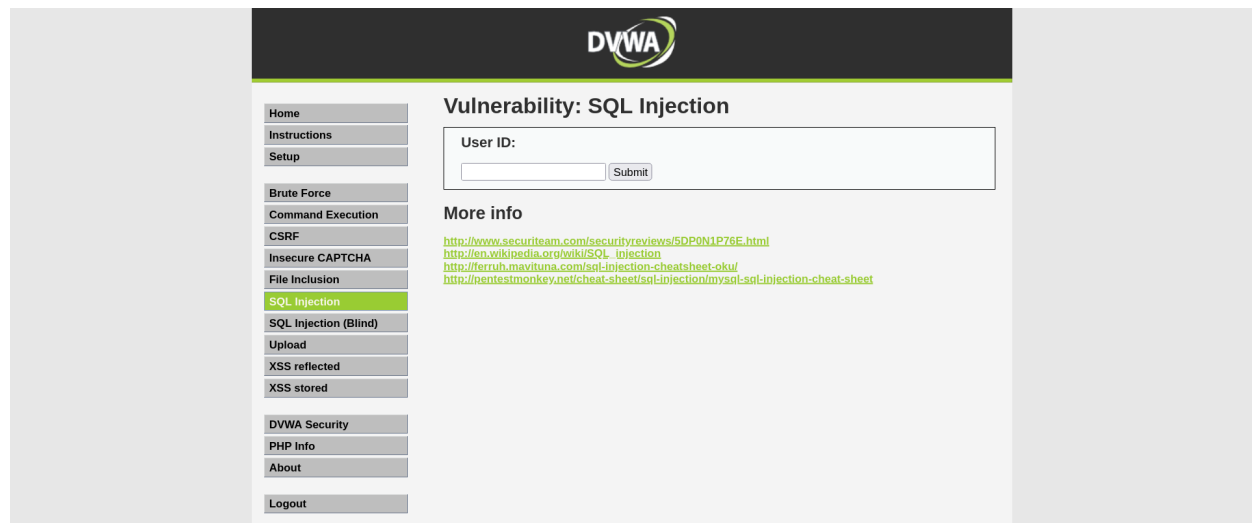 DVWA
Home
Instructions
Setup
Brute Force
Command Execution
CSRF
Insecure CAPTCHA
File Inclusion
SQL Injection
SQL Injection (Blind)
Upload
XSS reflected
XSS stored
DVWA Security
PHP Info
About
Logout
Vulnerability: SQL Injection
User ID:
Submit
More info
http://www.securiteam.com/securityreviews/5DP0N1P76E.html
http://en.wikipedia.org/wiki/SQL_injection
http://ferruh.mavituna.com/sql-injection-cheatsheet-oku/
http://pentestmonkey.net/cheat-sheet/sql-injection/mysql-sql-injection-cheat-sheet